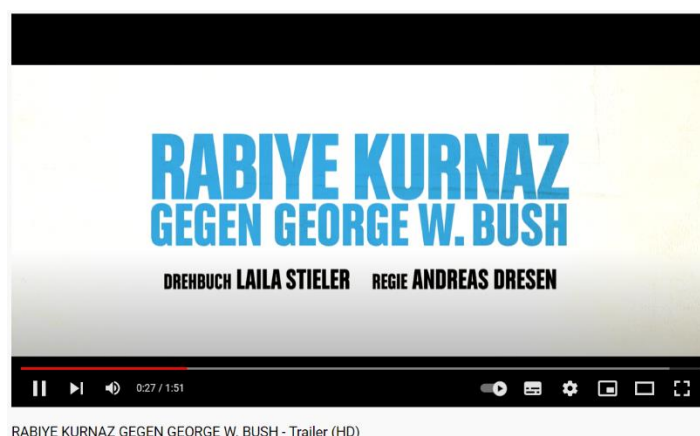 RABIYE KURNAZ
GEGEN GEORGE W. BUSH
DREHBUCH LAILA STIELER REGIE ANDREAS DRESEN
0:27 / 1:51
RABIYE KURNAZ GEGEN GEORGE W. BUSH - Trailer (HD)